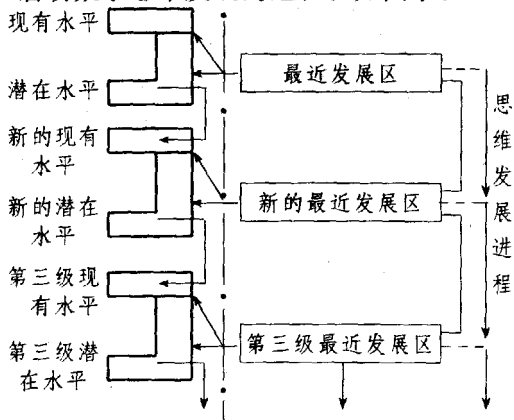 现有水平
最近发展区
潜在水平
新的现有
水平
新的最近发展区
新的潜在
水平
第三级现
有水平
第三级最近发展区
第三级潜
在水平
思维发展进程